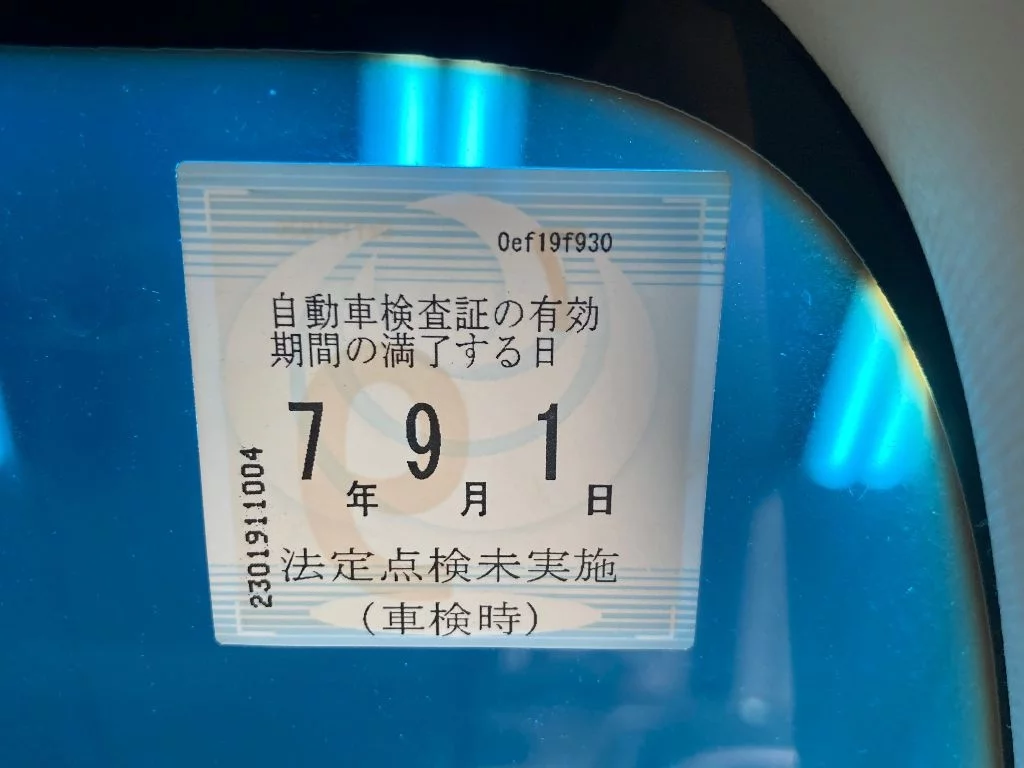 0ef19f930
自動車検査証の有効
期間の満了する日
7年 9月 1日
2301911004
法定点検未実施
(車検時)